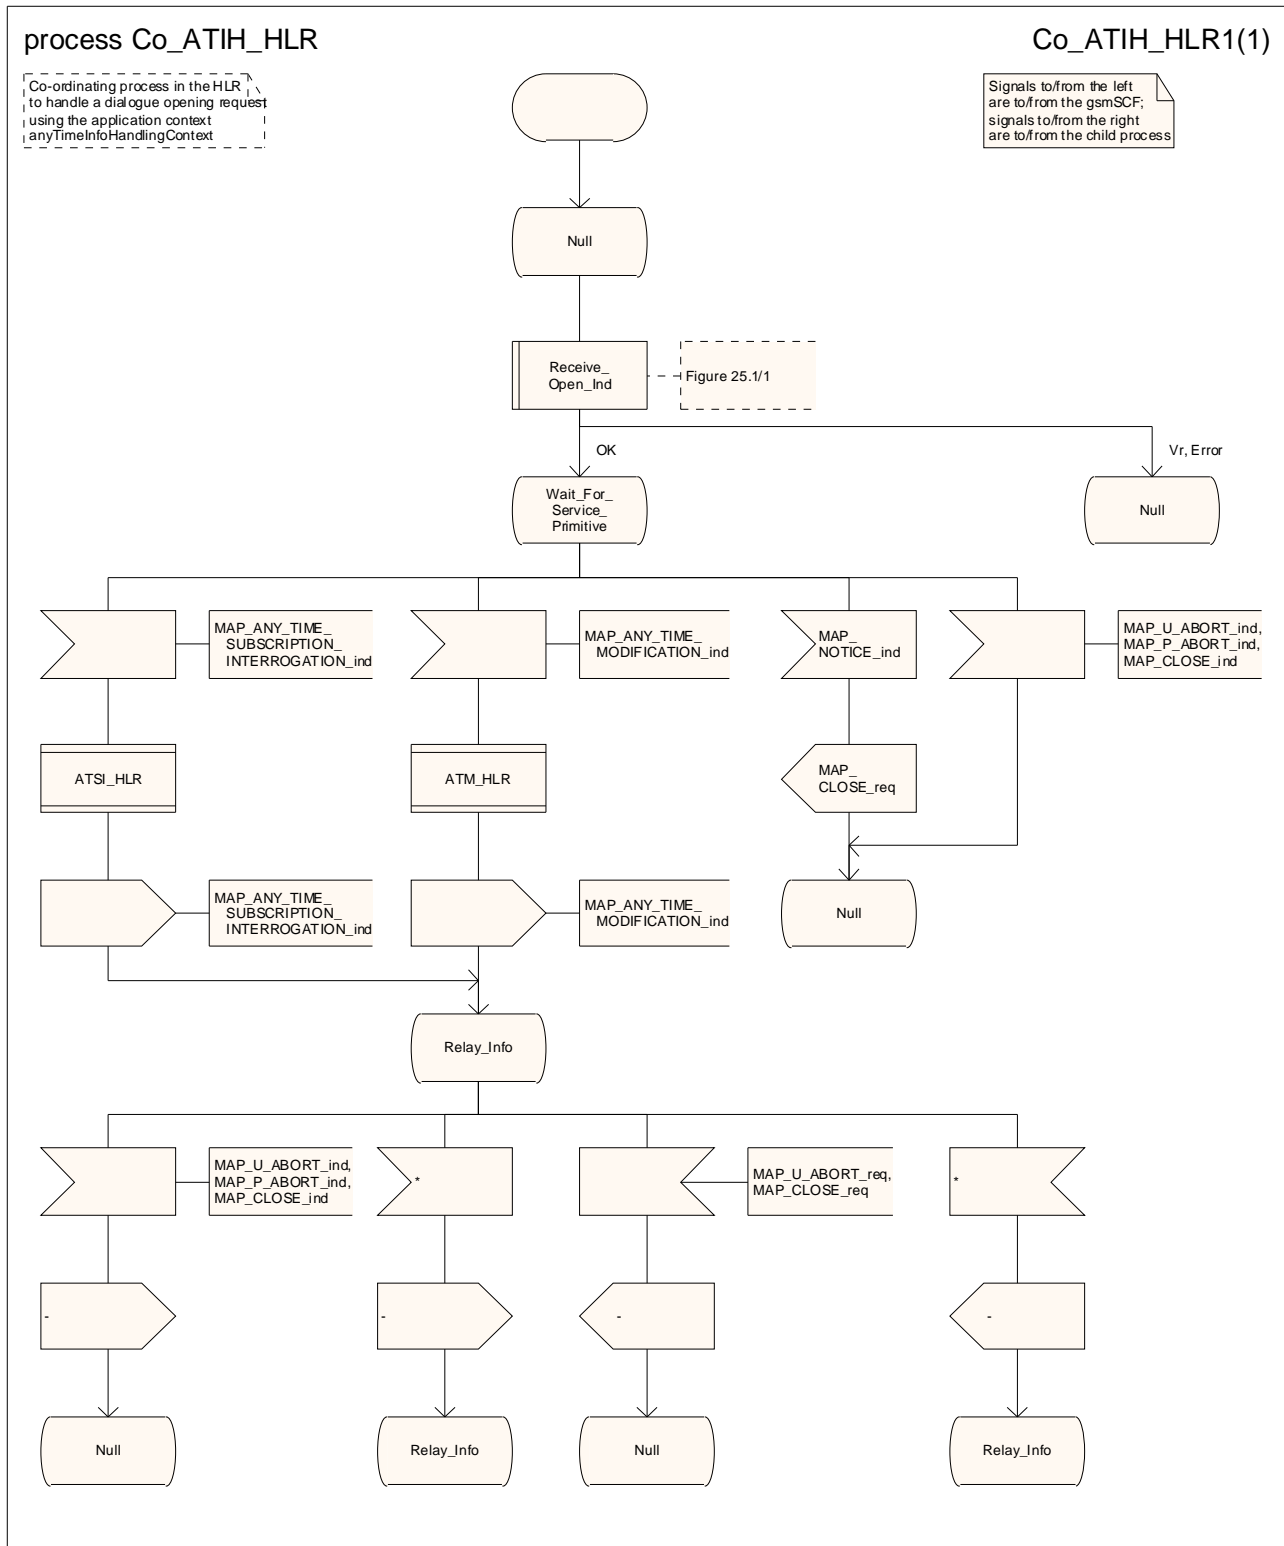 process Co_ATIH_HLR
Co_ATIH_HLR1(1)
Co-ordinating process in the HLR
to handle a dialogue opening request
using the application context
anyTimeInfoHandlingContext
Signals to/from the left
are to/from the gsmSCF;
signals to/from the right
are to/from the child process
Null
Receive_
Open_Ind
Figure 25.1/1
OK
Vr, Error
Wait_For_
Service_
Primitive
Null
MAP_ANY_TIME_
SUBSCRIPTION_
INTERROGATION_ind
MAP_ANY_TIME_
MODIFICATION_ind
MAP_
NOTICE_ind
MAP_U_ABORT_ind,
MAP_P_ABORT_ind,
MAP_CLOSE_ind
ATSI_HLR
ATM_HLR
MAP_
CLOSE_req
MAP_ANY_TIME_
SUBSCRIPTION_
INTERROGATION_ind
MAP_ANY_TIME_
MODIFICATION_ind
Null
Relay_Info
MAP_U_ABORT_ind,
MAP_P_ABORT_ind,
MAP_CLOSE_ind
*
MAP_U_ABORT_req,
MAP_CLOSE_req
*
-
-
-
-
Null
Relay_Info
Null
Relay_Info